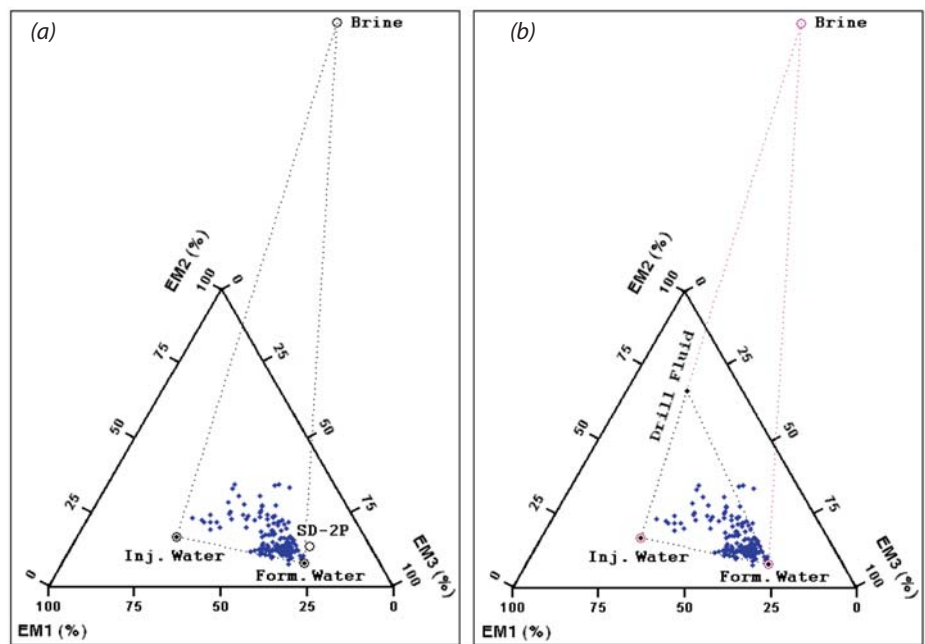 (a)
Brine
EM2 (%)
100
0
75
25
50
50
25
75
SD-2P
Inj. Water
Form. Water
EM3 (%)
0
100
100
75
50
25
0
EM1 (%)
(b)
Brine
EM2 (%)
100
0
75
25
Drill Fluid
50
50
25
75
Inj. Water
Form. Water
EM3 (%)
0
100
100
75
50
25
0
EM1 (%)